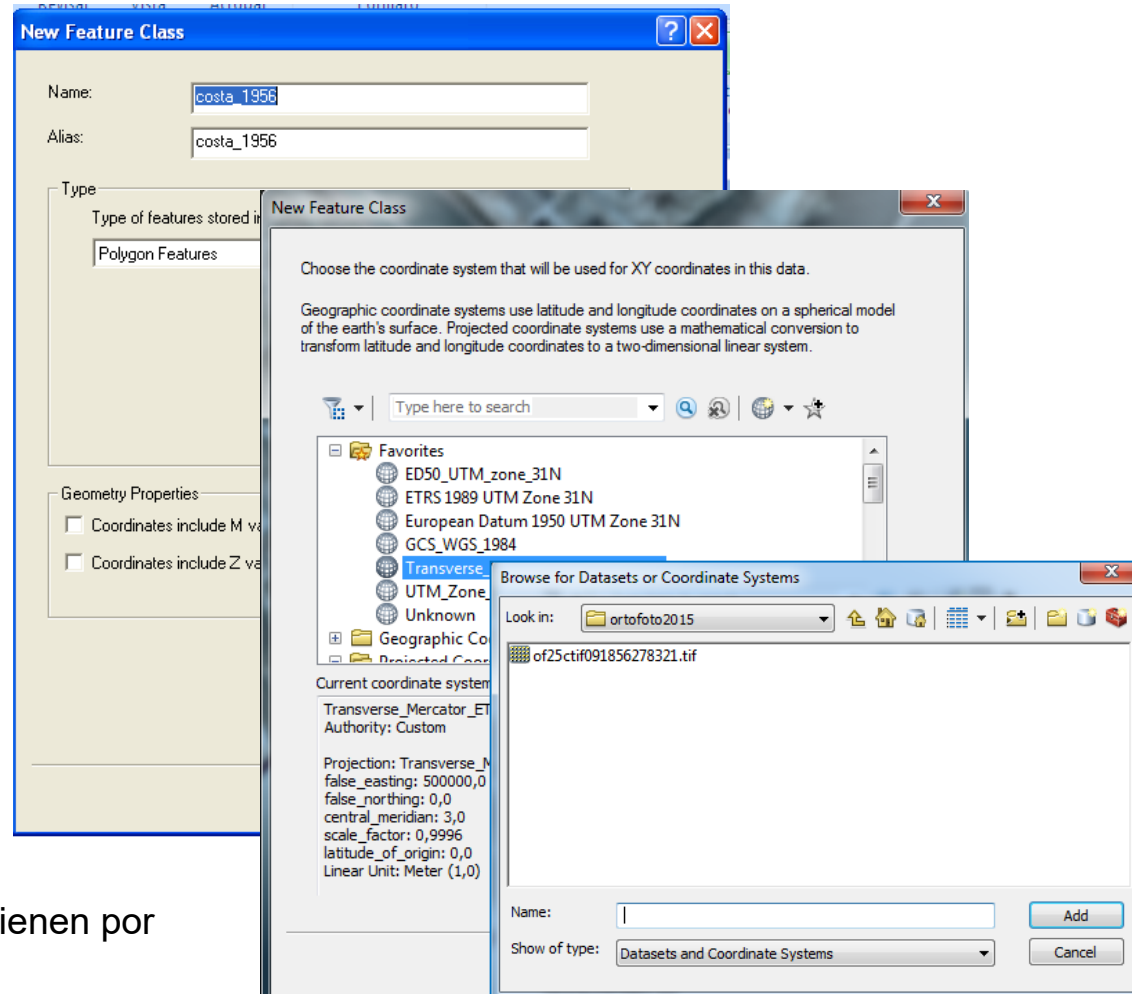 New Feature Class
Name:
costa_1956
Alias:
costa_1956
Type
Type of features stored in
Polygon Features
Geometry Properties
Coordinates include M
Coordinates include Z
New Feature Class
Choose the coordinate system that will be used for XY coordinates in this data.
Geographic coordinate systems use latitude and longitude coordinates on a spherical model
of the earth's surface. Projected coordinate systems use a mathematical conversion to
transform latitude and longitude coordinates to a two-dimensional linear system.
Type here to search
Favorites
ED50_UTM_zone_31N
ETRS 1989 UTM Zone 31N
European Datum 1950 UTM Zone 31N
GCS_WGS_1984
Transverse_
UTM_Zone_
Unknown
Geographic Co
Projected Coor
Current coordinate system
Transverse_Mercator_ET
Authority: Custom
Projection: Transverse_M
false_easting: 500000,0
false_northing: 0,0
central_meridian: 3,0
scale_factor: 0,9996
latitude_of_origin: 0,0
Linear Unit: Meter (1,0)
Browse for Datasets or Coordinate Systems
Look in:
ortofoto2015
of25ctif091856278321.tif
Name:
Add
Show of type:
Datasets and Coordinate Systems
Cancel
ienen por